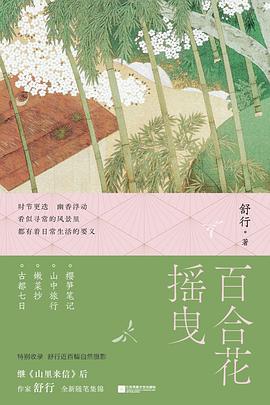 舒行·著
时节更迭 幽香浮动
看似寻常的风景里
都有着日常生活的要义
百合花
摇曳
樱笋笔记
山中旅行
嫩菜抄
古都七日
特别收录 舒行近百幅自然摄影
继《山里来信》后
作家 舒行 全新随笔集锦